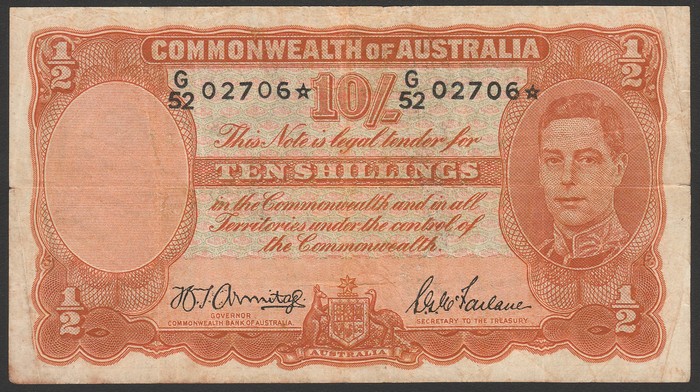 1/2 COMMONWEALTH OF AUSTRALIA 1/2
G/52 02706☆ 10/- G/52 02706☆
This Note is legal tender for
TEN SHILLINGS
in the Commonwealth and in all
Territories under the control of
the Commonwealth.
H.T. Armitage
GOVERNOR
COMMONWEALTH BANK OF AUSTRALIA.
S.G. McFarlane
SECRETARY TO THE TREASURY
1/2 AUSTRALIA 1/2